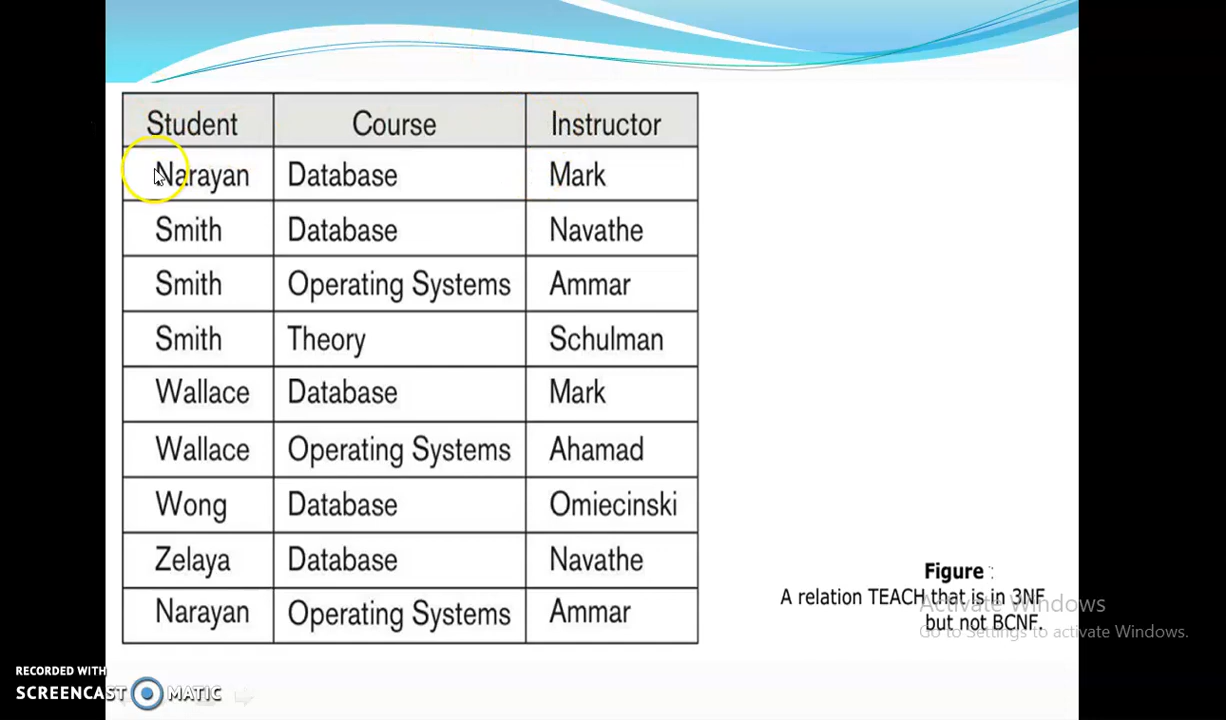 Student Course Instructor
Narayan Database Mark
Smith Database Navathe
Smith Operating Systems Ammar
Smith Theory Schulman
Wallace Database Mark
Wallace Operating Systems Ahamad
Wong Database Omiecinski
Zelaya Database Navathe
Narayan Operating Systems Ammar
Figure :
A relation TEACH that is in 3NF
but not BCNF.
Activate Windows
Go to Settings to activate Windows.
RECORDED WITH
SCREENCAST MATIC